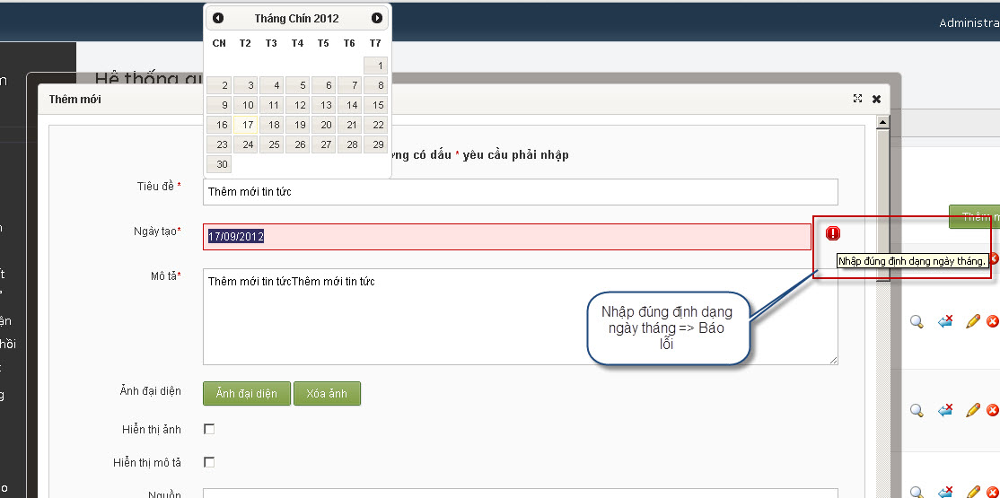 Tháng Chín 2012
CN T2 T3 T4 T5 T6 T7
1
2 3 4 5 6 7 8
9 10 11 12 13 14 15
16 17 18 19 20 21 22
23 24 25 26 27 28 29
30
Thêm mới
có dấu * yêu cầu phải nhập
Tiêu đề *
Thêm mới tin tức
Ngày tạo*
17/09/2012
Nhập đúng định dạng ngày tháng.
Mô tả*
Thêm mới tin tứcThêm mới tin tức
Nhập đúng định dạng
ngày tháng => Báo
lỗi
Ảnh đại diện
Ảnh đại diện
Xóa ảnh
Hiển thị ảnh
Hiển thị mô tả
Nguồn
Hệ thống
Thêm